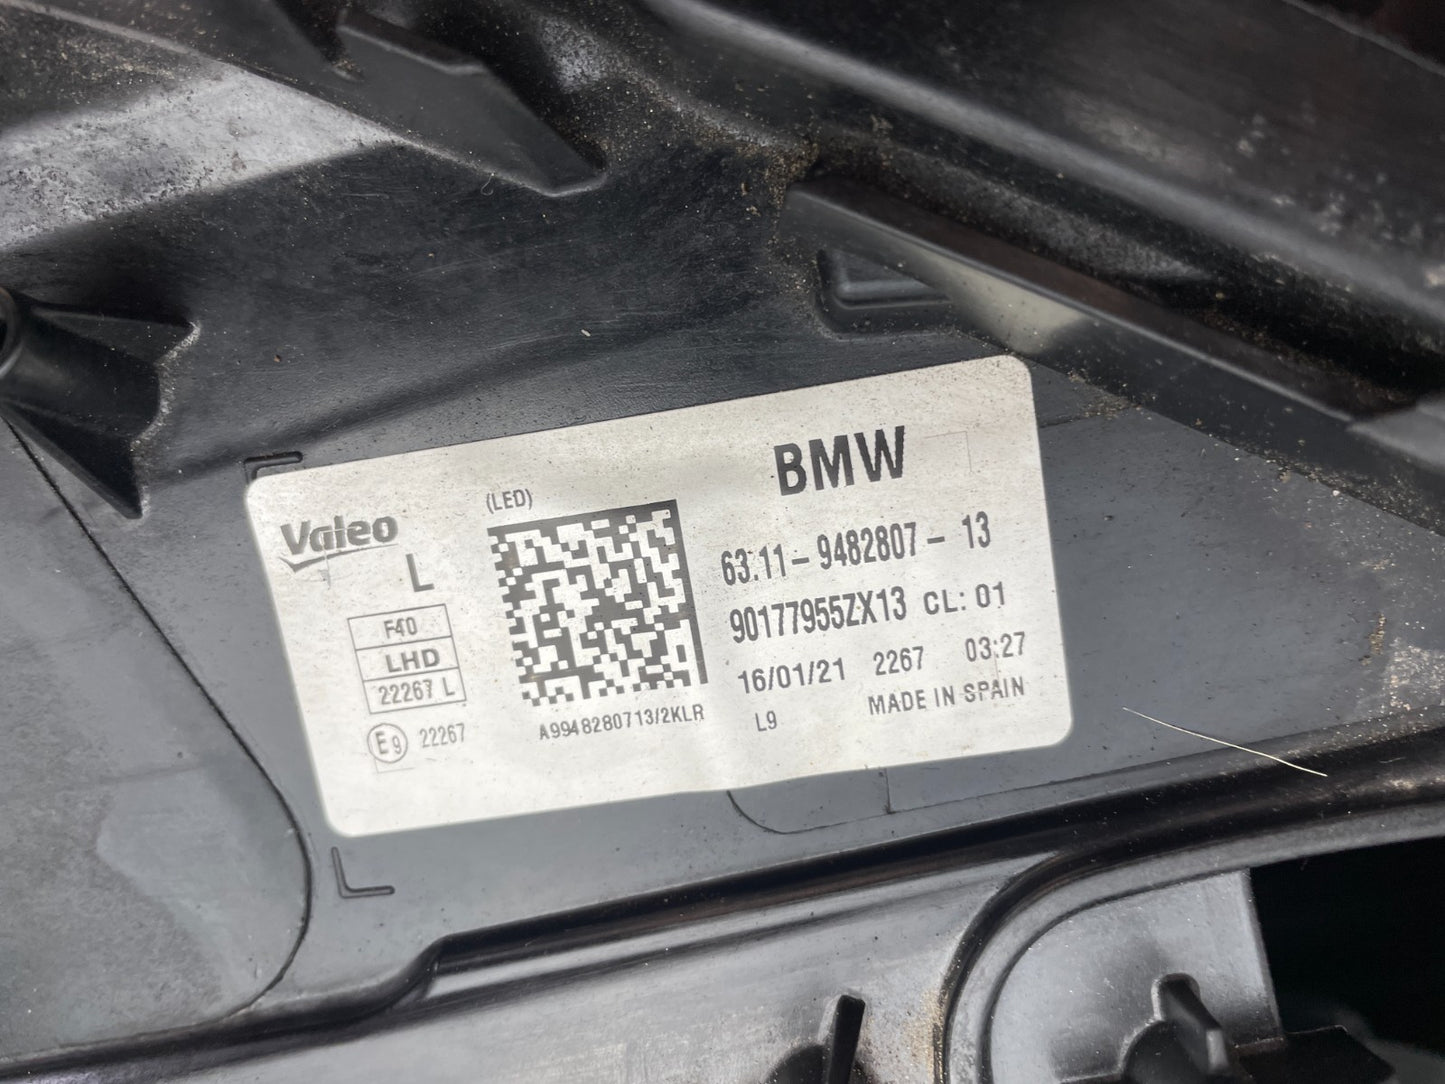 BMW
(LED)
Valeo
L
63.11-9482807-13
F40
LHD
22267 L
90177955ZX13 CL: 01
16/01/21 2267 03:27
E9 22267
A9948280713/2KLR
L9 MADE IN SPAIN